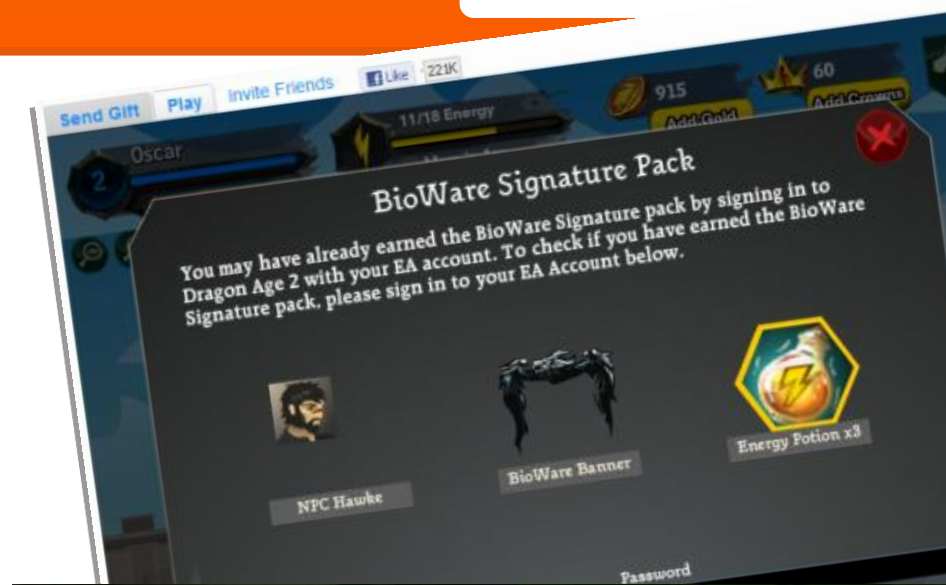 Send Gift Play Invite Friends Like 221K
Oscar
2
11/18 Energy
915
60
Add Gold
Add Crowns
BioWare Signature Pack
You may have already earned the BioWare Signature pack by signing in to
Dragon Age 2 with your EA account. To check if you have earned the BioWare
Signature pack, please sign in to your EA Account below.
NPC Hawke
BioWare Banner
Energy Potion x3
Password